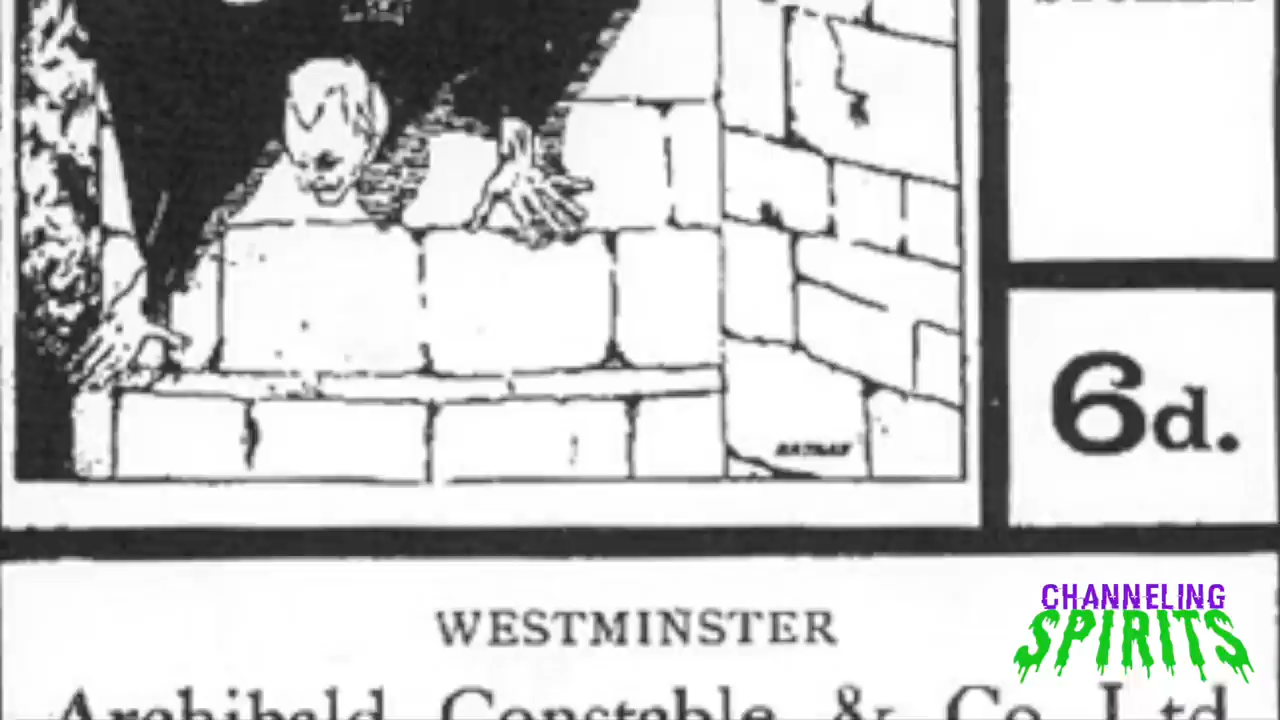 6d.
WESTMINSTER
Archibald Constable & Co Ltd
CHANNELING
SPIRITS